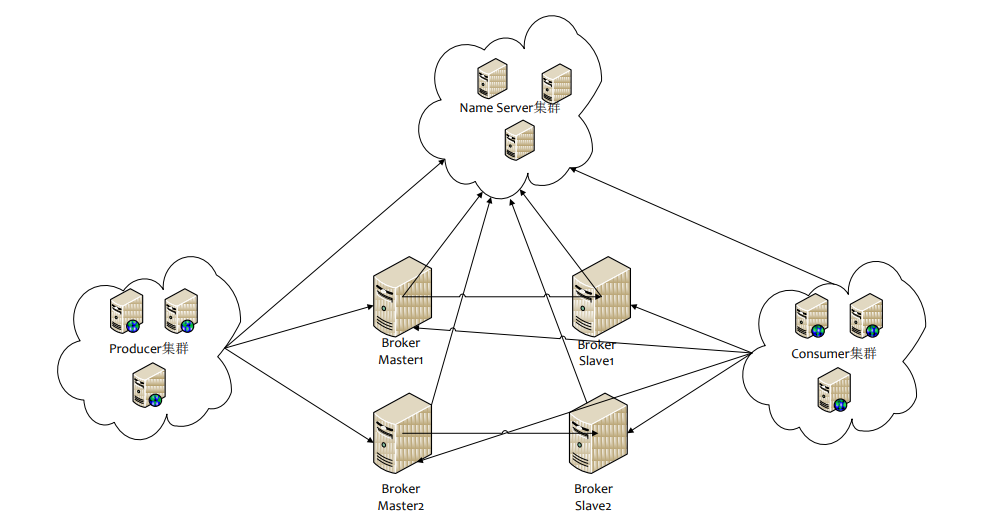 Name Server集群
Producer集群
Broker
Master1
Broker
Slave1
Consumer集群
Broker
Master2
Broker
Slave2